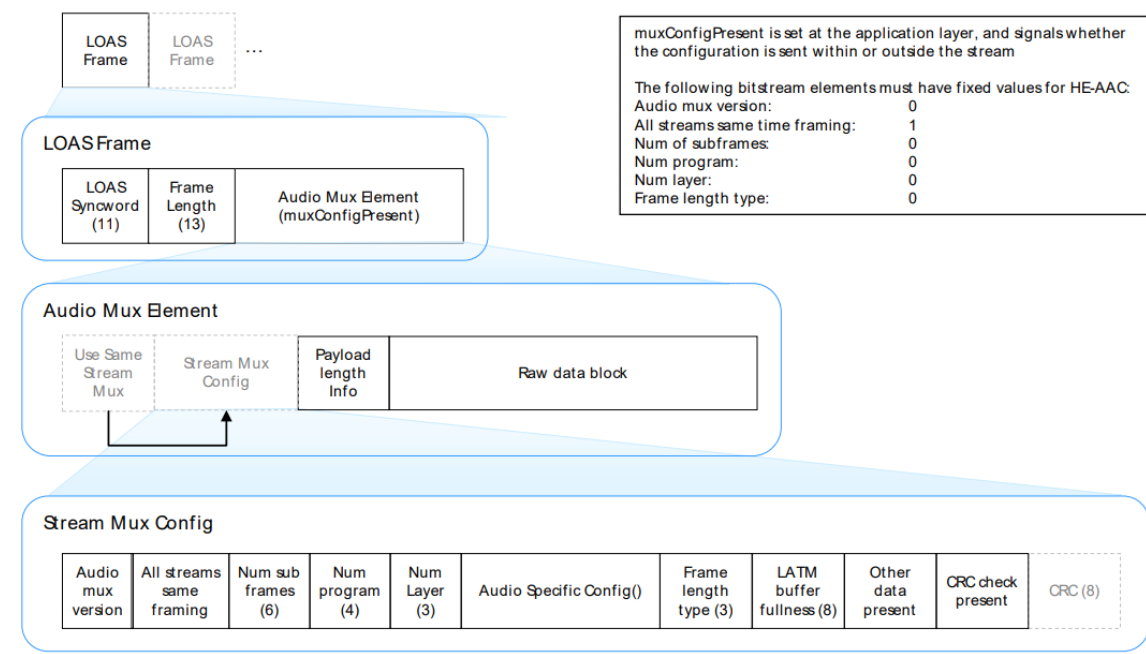 LOAS
Frame
LOAS
Frame
...
muxConfigPresent is set at the application layer, and signals whether
the configuration is sent within or outside the stream
The following bitstream elements must have fixed values for HE-AAC:
Audio mux version: 0
All streams same time framing: 1
Num of subframes: 0
Num program: 0
Num layer: 0
Frame length type: 0
LOAS Frame
LOAS
Syncword
(11)
Frame
Length
(13)
Audio Mux Element
(muxConfigPresent)
Audio Mux Element
Use Same
Stream
Mux
Stream Mux
Config
Payload
length
Info
Raw data block
Stream Mux Config
Audio
mux
version
All streams
same
framing
Num sub
frames
(6)
Num
program
(4)
Num
Layer
(3)
Audio Specific Config()
Frame
length
type (3)
LATM
buffer
fullness (8)
Other
data
present
CRC check
present
CRC (8)